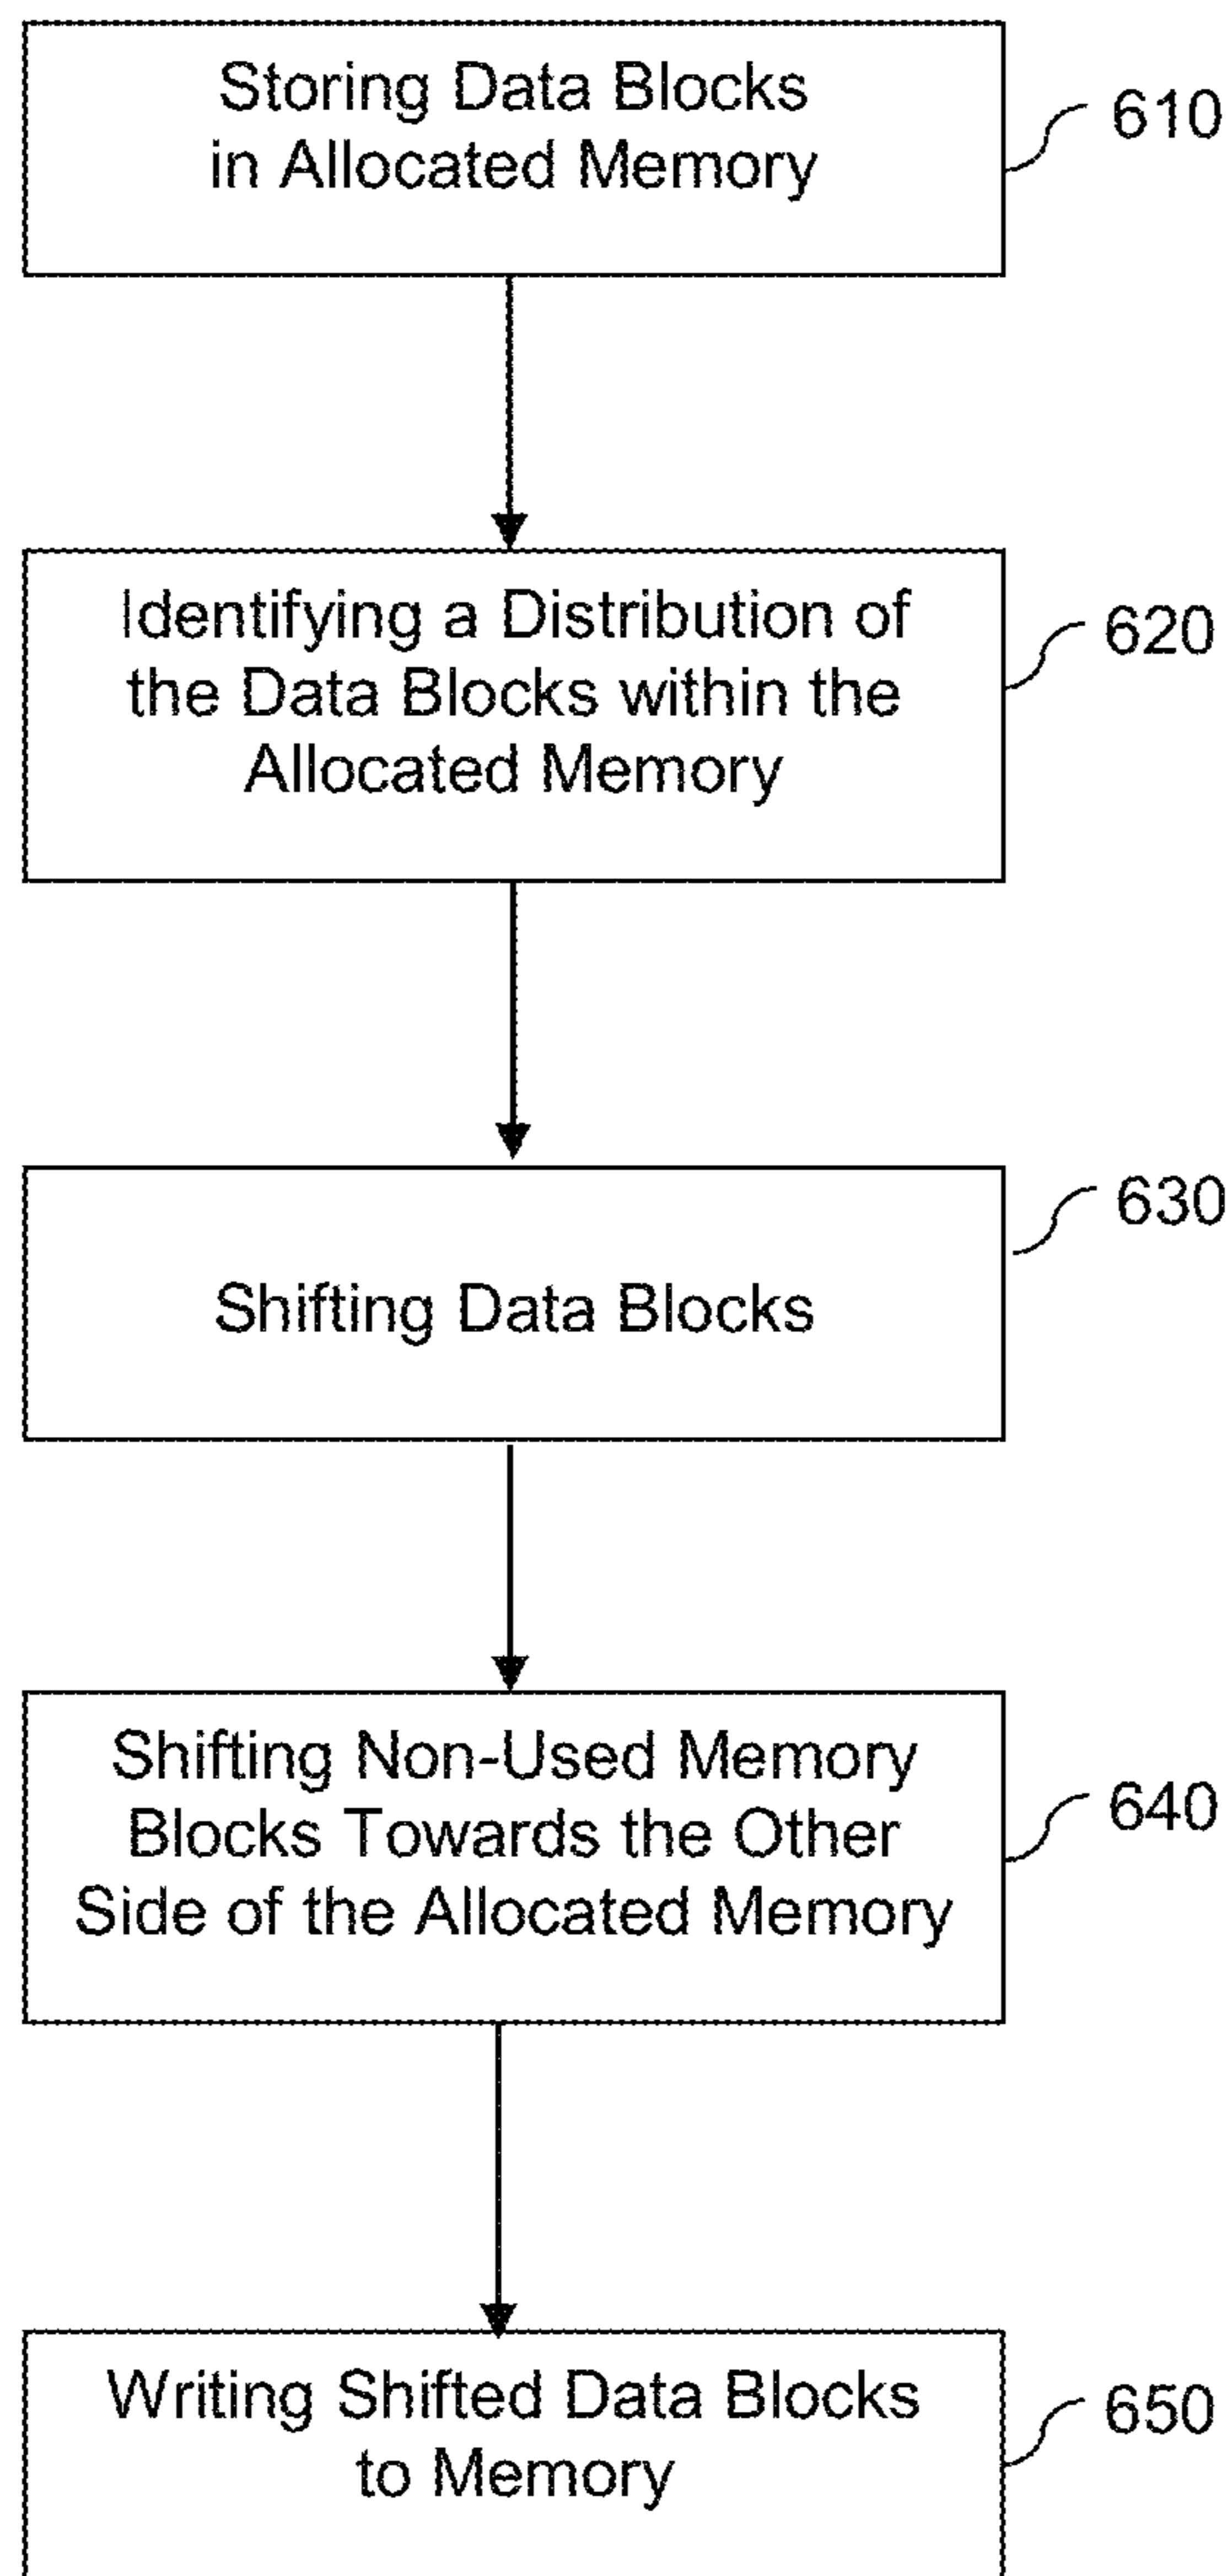 Storing Data Blocks
in Allocated Memory
610
Identifying a Distribution of
the Data Blocks within the
Allocated Memory
620
Shifting Data Blocks
630
Shifting Non-Used Memory
Blocks Towards the Other
Side of the Allocated Memory
640
Writing Shifted Data Blocks
to Memory
650